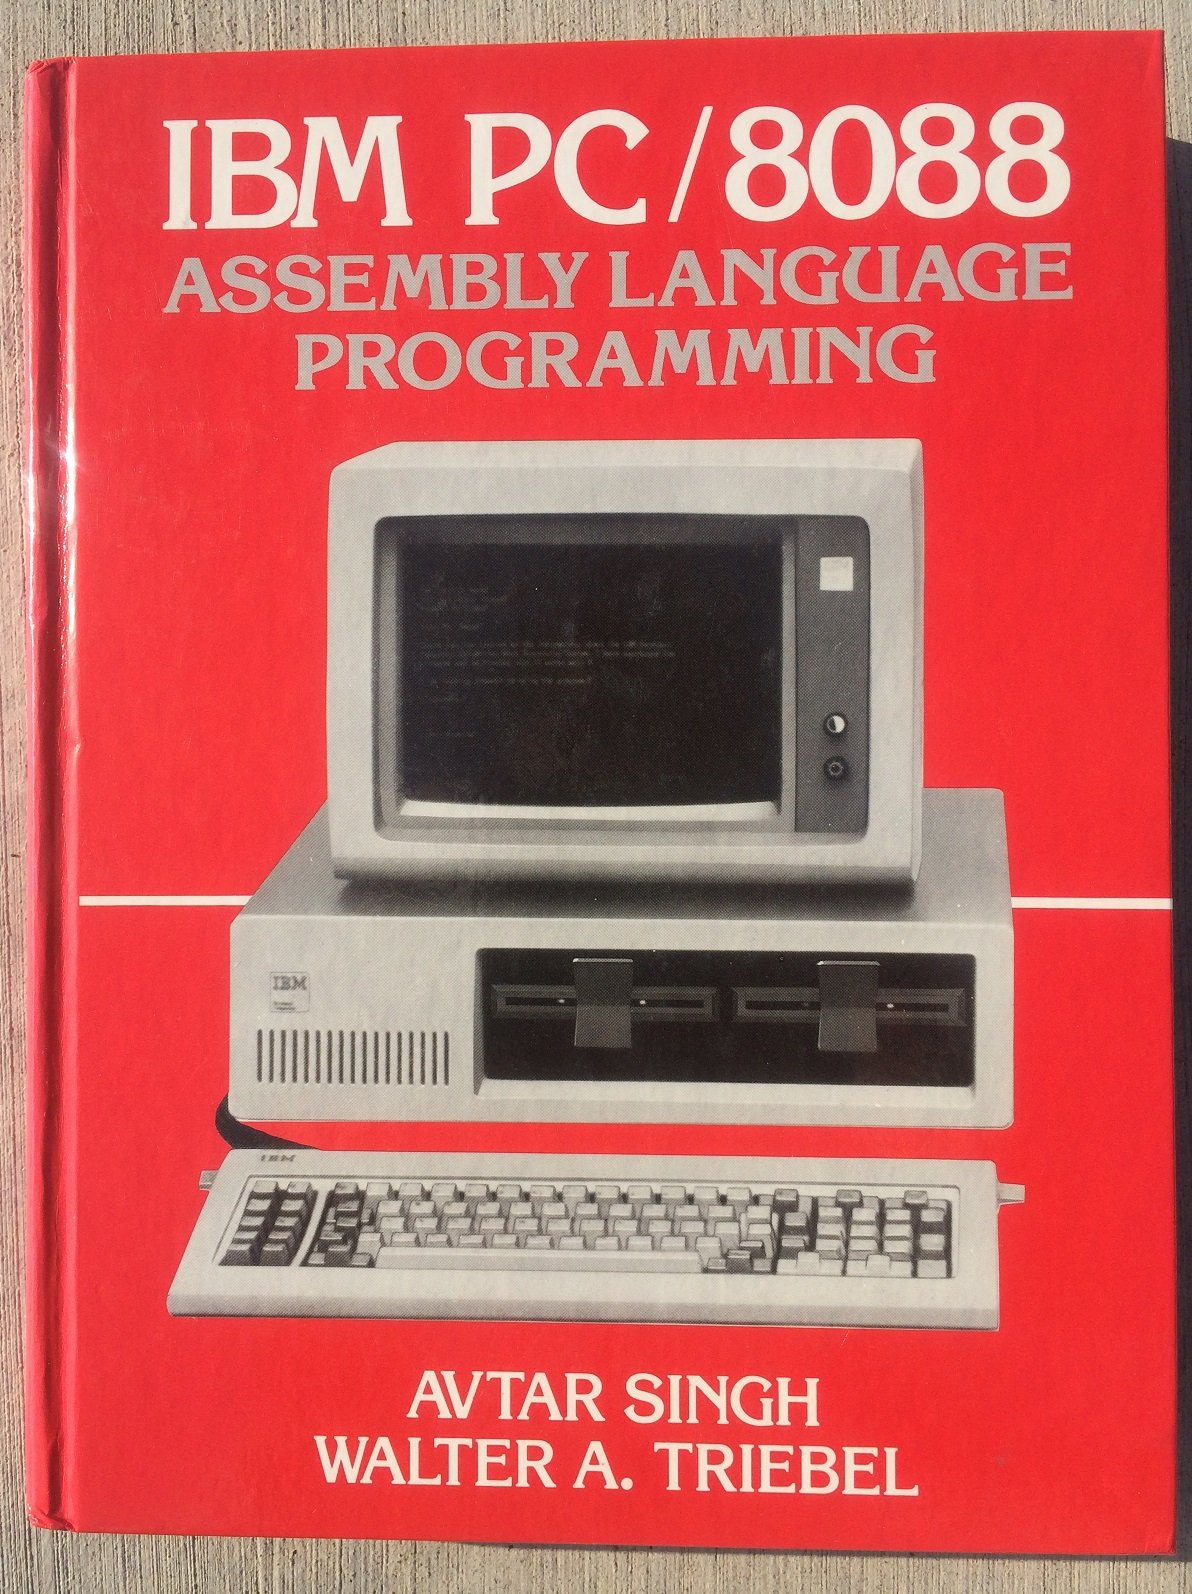 IBM PC/8088
ASSEMBLY LANGUAGE
PROGRAMMING
IBM
IBM
AVTAR SINGH
WALTER A. TRIEBEL